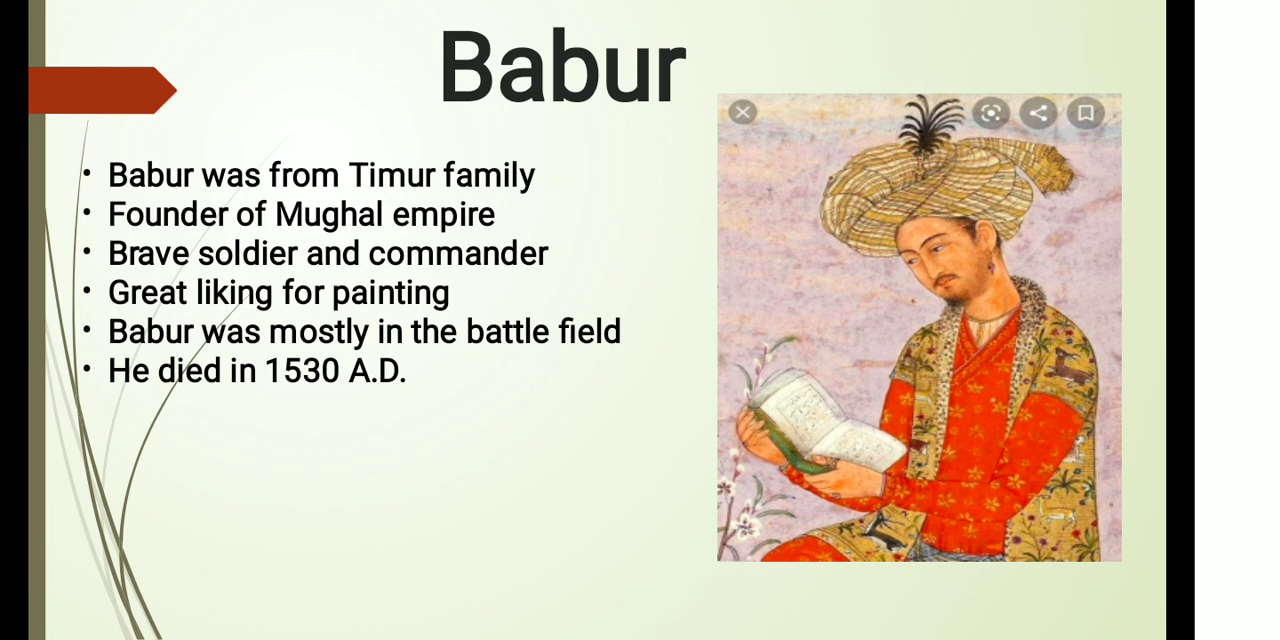 Babur
• Babur was from Timur family
• Founder of Mughal empire
• Brave soldier and commander
• Great liking for painting
• Babur was mostly in the battle field
• He died in 1530 A.D.